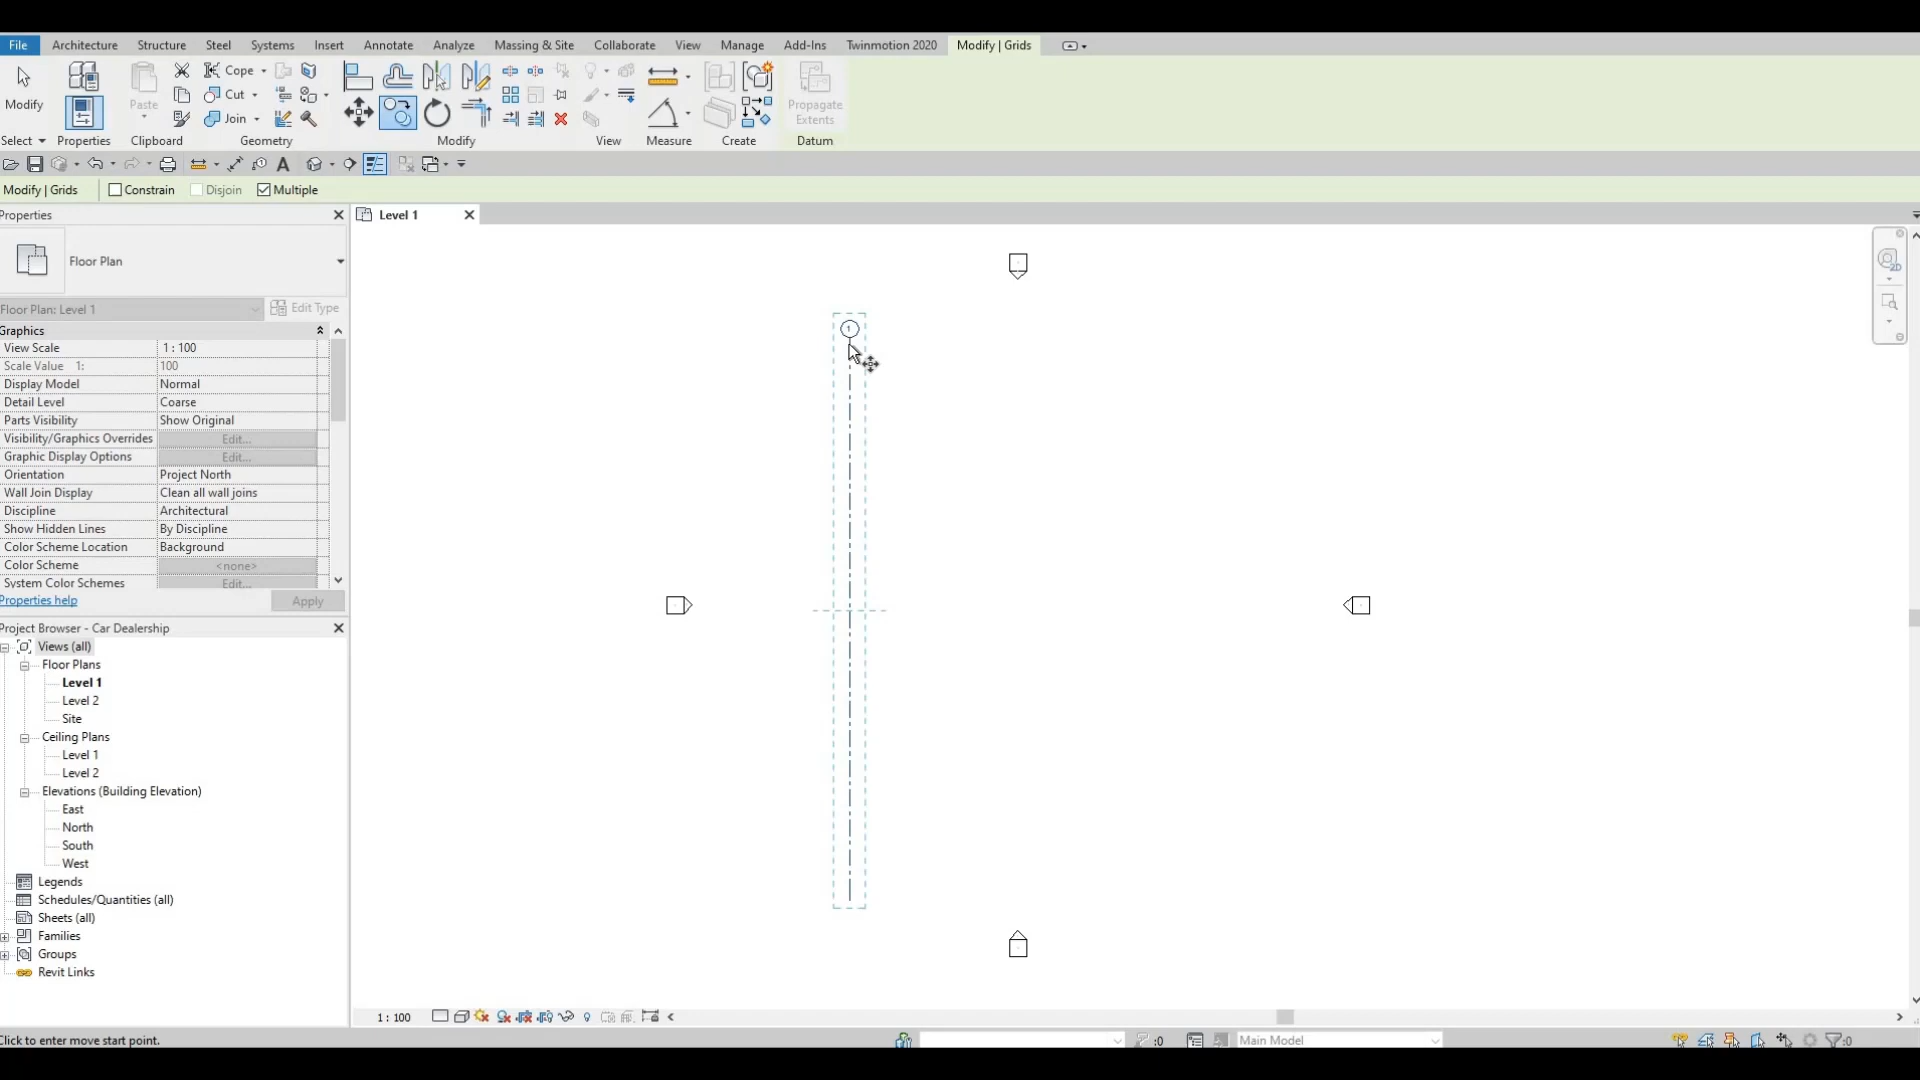 File Architecture Structure Steel Systems Insert Annotate Analyze Massing & Site Collaborate View Manage Add-Ins Twinmotion 2020 Modify | Grids
Cope
Modify Paste Cut Propagate Extents
Join
Select Properties Clipboard Geometry Modify View Measure Create Datum
A
Modify | Grids Constrain Disjoin Multiple
Properties Level 1
Floor Plan
Floor Plan: Level 1 Edit Type
Graphics
View Scale 1 : 100
Scale Value 1: 100
Display Model Normal
Detail Level Coarse
Parts Visibility Show Original
Visibility/Graphics Overrides Edit...
Graphic Display Options Edit...
Orientation Project North
Wall Join Display Clean all wall joins
Discipline Architectural
Show Hidden Lines By Discipline
Color Scheme Location Background
Color Scheme <none>
System Color Schemes Edit...
Properties help Apply
Project Browser - Car Dealership
Views (all)
Floor Plans
Level 1
Level 2
Site
Ceiling Plans
Level 1
Level 2
Elevations (Building Elevation)
East
North
South
West
Legends
Schedules/Quantities (all)
Sheets (all)
Families
Groups
Revit Links
1
2D
1 : 100
Click to enter move start point. :0 Main Model :0